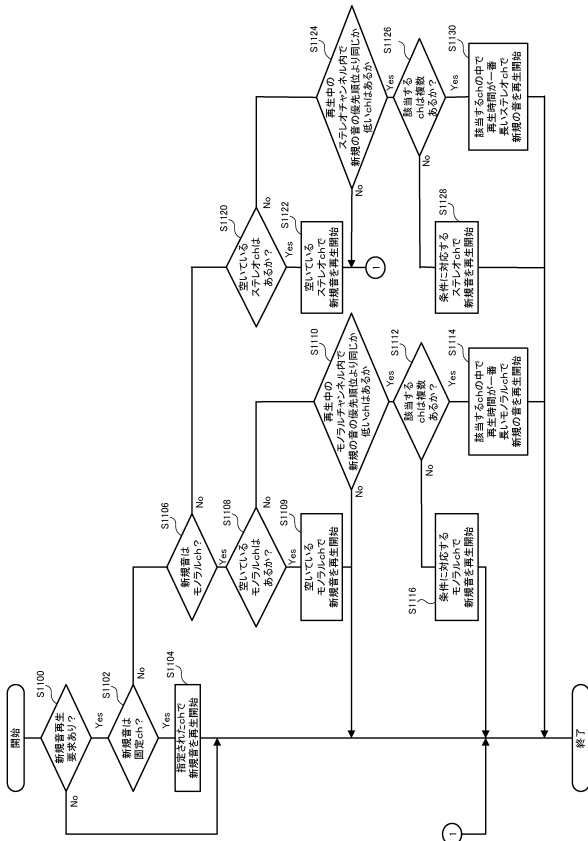 開始
S1100
新規音再生
要求あり?
Yes
No
S1102
新規音は
固定ch?
Yes
No
S1104
指定されたchで
新規音を再生開始
S1106
新規音は
モノラルch?
Yes
No
S1108
空いている
モノラルchは
あるか?
Yes
No
S1109
空いている
モノラルchで
新規音を再生開始
S1110
再生中の
モノラルチャンネル内で
新規の音の優先順位より同じか
低いchはあるか
Yes
No
S1112
該当する
chは複数
あるか?
Yes
No
S1114
該当するchの中で
再生時間が一番
長いモノラルchで
新規の音を再生開始
S1116
条件に対応する
モノラルchで
新規音を再生開始
S1120
空いている
ステレオchは
あるか?
Yes
No
S1122
空いている
ステレオchで
新規音を再生開始
1
S1124
再生中の
ステレオチャンネル内で
新規の音の優先順位より同じか
低いchはあるか
Yes
No
S1126
該当する
chは複数
あるか?
Yes
No
S1128
条件に対応する
ステレオchで
新規音を再生開始
S1130
該当するchの中で
再生時間が一番
長いステレオchで
新規の音を再生開始
1
終了